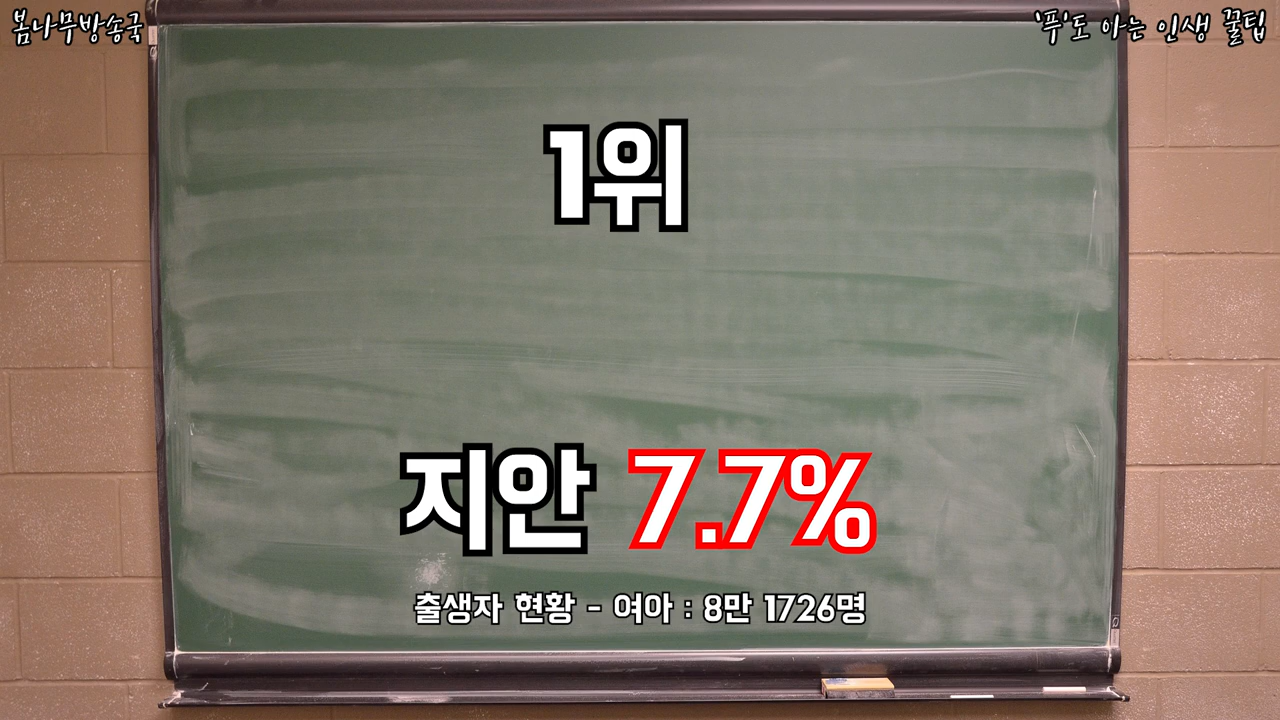 봄나무방송국
'푸'도 아는 인생 꿀팁
1위
지안 7.7%
출생자 현황 - 여아 : 8만 1726명